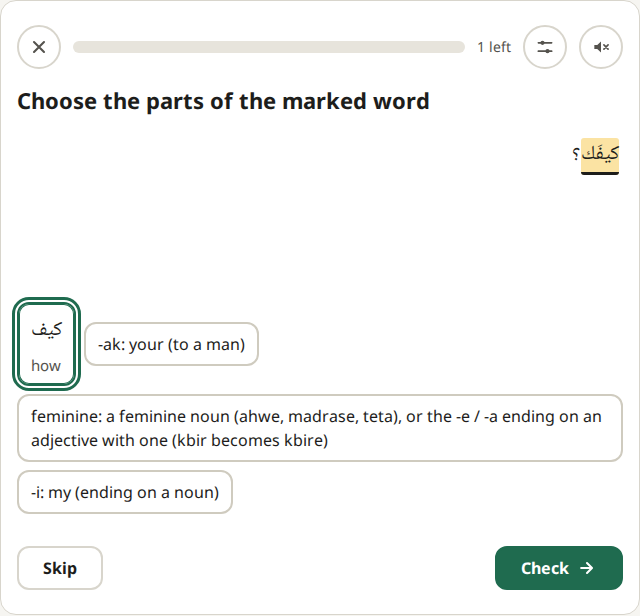 1 left
Choose the parts of the marked word
كيفَك؟
كيف
how
-ak: your (to a man)
feminine: a feminine noun (ahwe, madrase, teta), or the -e / -a ending on an
adjective with one (kbir becomes kbire)
-i: my (ending on a noun)
Skip
Check